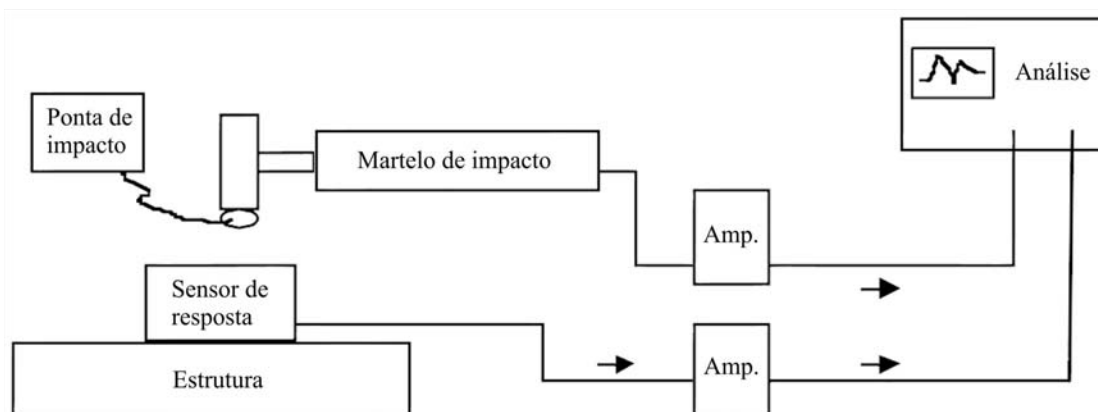 Análise
Ponta de
impacto
Martelo de impacto
Amp.
Sensor de
resposta
Amp.
Estrutura